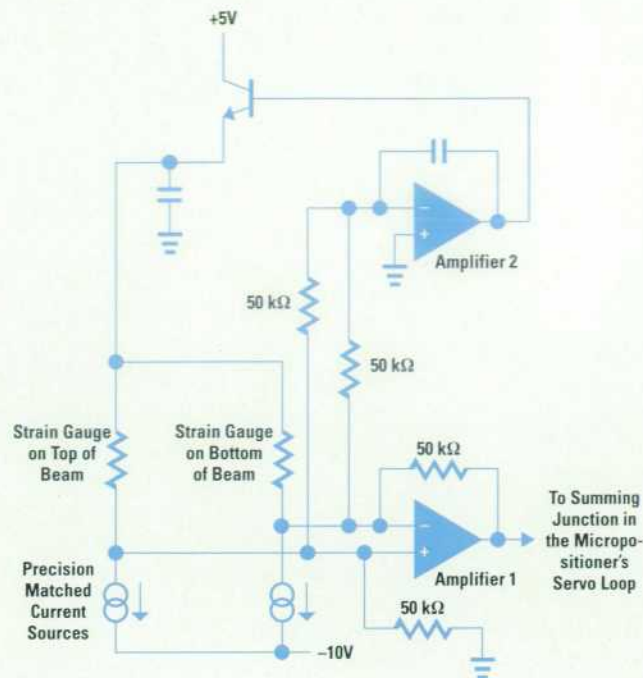 +5V
−
+
Amplifier 2
50 kΩ
50 kΩ
Strain Gauge
on Top of
Beam
Strain Gauge
on Bottom
of Beam
50 kΩ
−
+
Amplifier 1
To Summing
Junction in
the Micropo-
sitioner's
Servo Loop
Precision
Matched
Current
Sources
50 kΩ
–10V